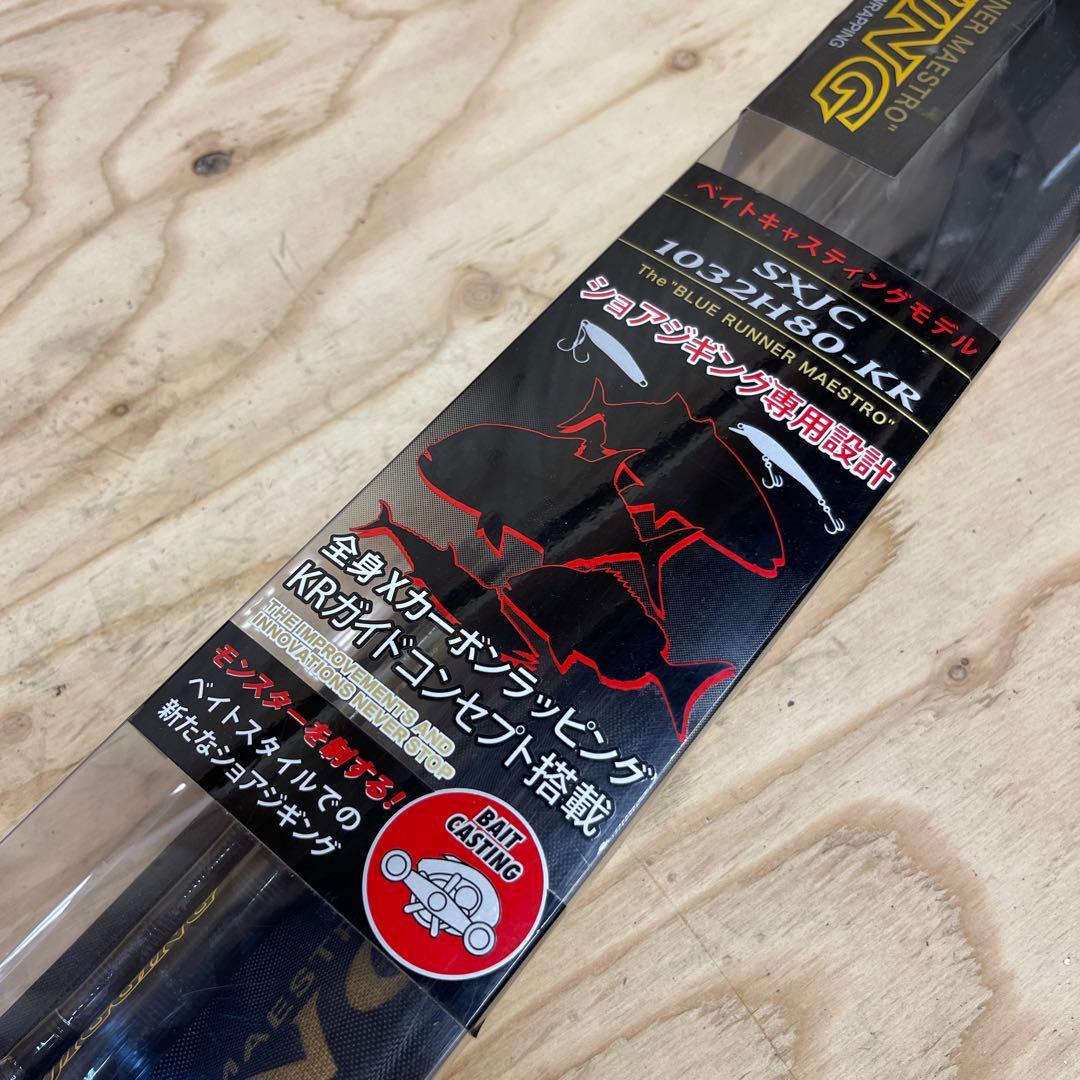 NER MAESTRO"
WRAPPING
ING
ベイトキャスティングモデル
SXJC
1032H80-KR
The "BLUE RUNNER MAESTRO"
ショアジギング専用設計
全身Xカーボンラッピング
KRガイドコンセプト搭載
THE IMPROVEMENTS AND
INNOVATIONS NEVER STOP
モンスターを制する!
ベイトスタイルでの
新たなショアジギング
BAIT
CASTING
MAESTR